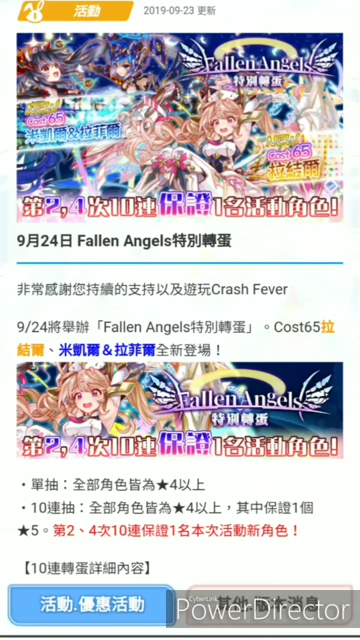 活動
2019-09-23 更新
Fallen Angels
特別轉蛋
Cost65
米凱爾&拉菲爾
Cost65
拉結爾
第2,4次10連保證1名活動角色!
9月24日 Fallen Angels特別轉蛋
非常感謝您持續的支持以及遊玩Crash Fever
9/24將舉辦「Fallen Angels特別轉蛋」。Cost65拉
結爾、米凱爾＆拉菲爾全新登場！
Fallen Angels
特別轉蛋
第2,4次10連保證1名活動角色!
・單抽：全部角色皆為★4以上
・10連抽：全部角色皆為★4以上，其中保證1個
★5。第2、4次10連保證1名本次活動新角色！
【10連轉蛋詳細內容】
活動.優惠活動
其他.版本消息
CyberLink
PowerDirector